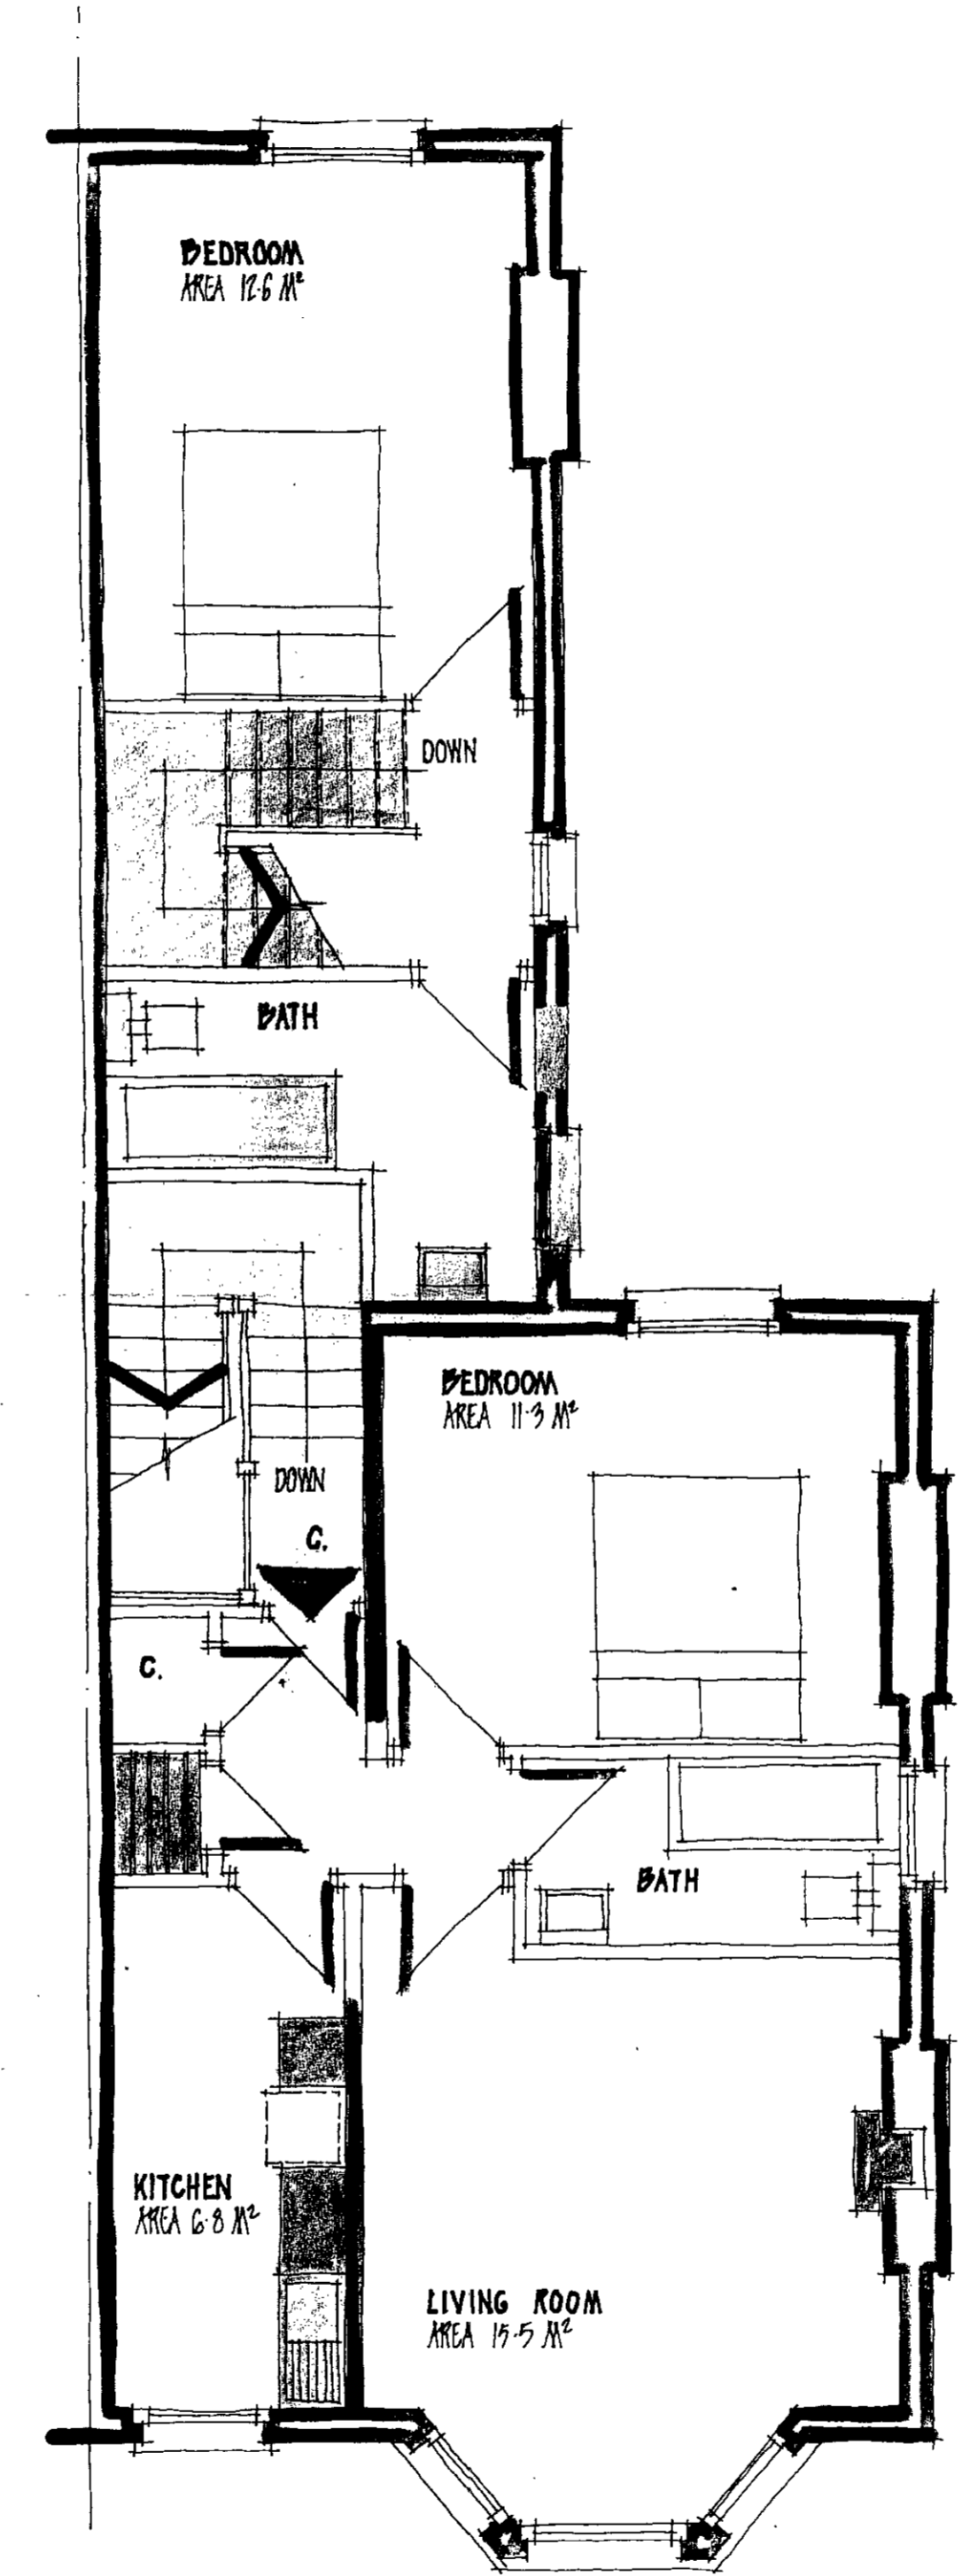 BEDROOM
AREA 12·6 M²
DOWN
BATH
BEDROOM
AREA 11·3 M²
DOWN
C.
C.
BATH
KITCHEN
AREA 6·8 M²
LIVING ROOM
AREA 15·5 M²